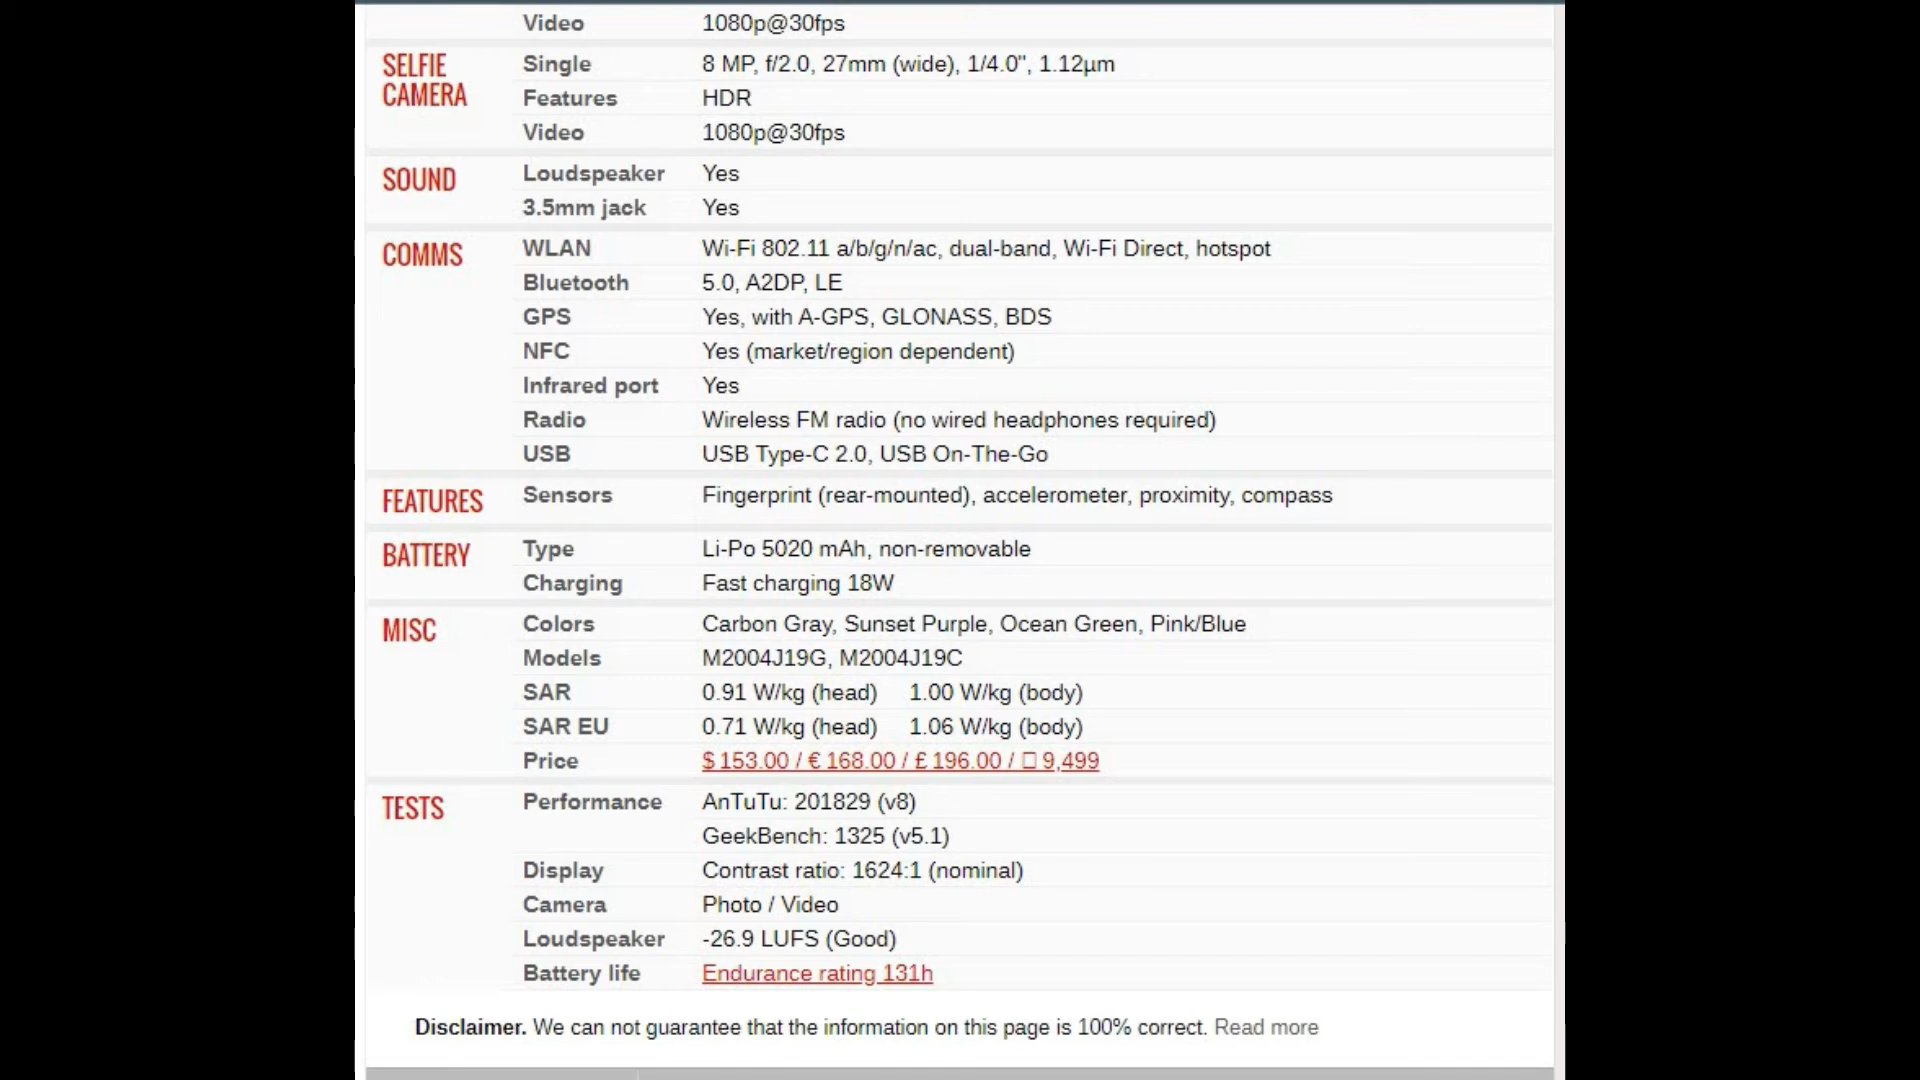 Video 1080p@30fps
SELFIE CAMERA Single 8 MP, f/2.0, 27mm (wide), 1/4.0", 1.12µm
Features HDR
Video 1080p@30fps
SOUND Loudspeaker Yes
3.5mm jack Yes
COMMS WLAN Wi-Fi 802.11 a/b/g/n/ac, dual-band, Wi-Fi Direct, hotspot
Bluetooth 5.0, A2DP, LE
GPS Yes, with A-GPS, GLONASS, BDS
NFC Yes (market/region dependent)
Infrared port Yes
Radio Wireless FM radio (no wired headphones required)
USB USB Type-C 2.0, USB On-The-Go
FEATURES Sensors Fingerprint (rear-mounted), accelerometer, proximity, compass
BATTERY Type Li-Po 5020 mAh, non-removable
Charging Fast charging 18W
MISC Colors Carbon Gray, Sunset Purple, Ocean Green, Pink/Blue
Models M2004J19G, M2004J19C
SAR 0.91 W/kg (head) 1.00 W/kg (body)
SAR EU 0.71 W/kg (head) 1.06 W/kg (body)
Price $ 153.00 / € 168.00 / £ 196.00 / □ 9,499
TESTS Performance AnTuTu: 201829 (v8)
GeekBench: 1325 (v5.1)
Display Contrast ratio: 1624:1 (nominal)
Camera Photo / Video
Loudspeaker -26.9 LUFS (Good)
Battery life Endurance rating 131h
Disclaimer. We can not guarantee that the information on this page is 100% correct. Read more